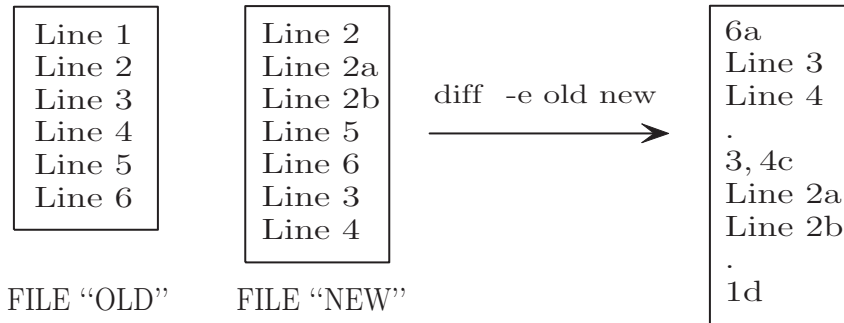 Line 1
Line 2
Line 3
Line 4
Line 5
Line 6
FILE “OLD”
Line 2
Line 2a
Line 2b
Line 5
Line 6
Line 3
Line 4
FILE “NEW”
diff -e old new
6a
Line 3
Line 4
.
3, 4c
Line 2a
Line 2b
.
1d